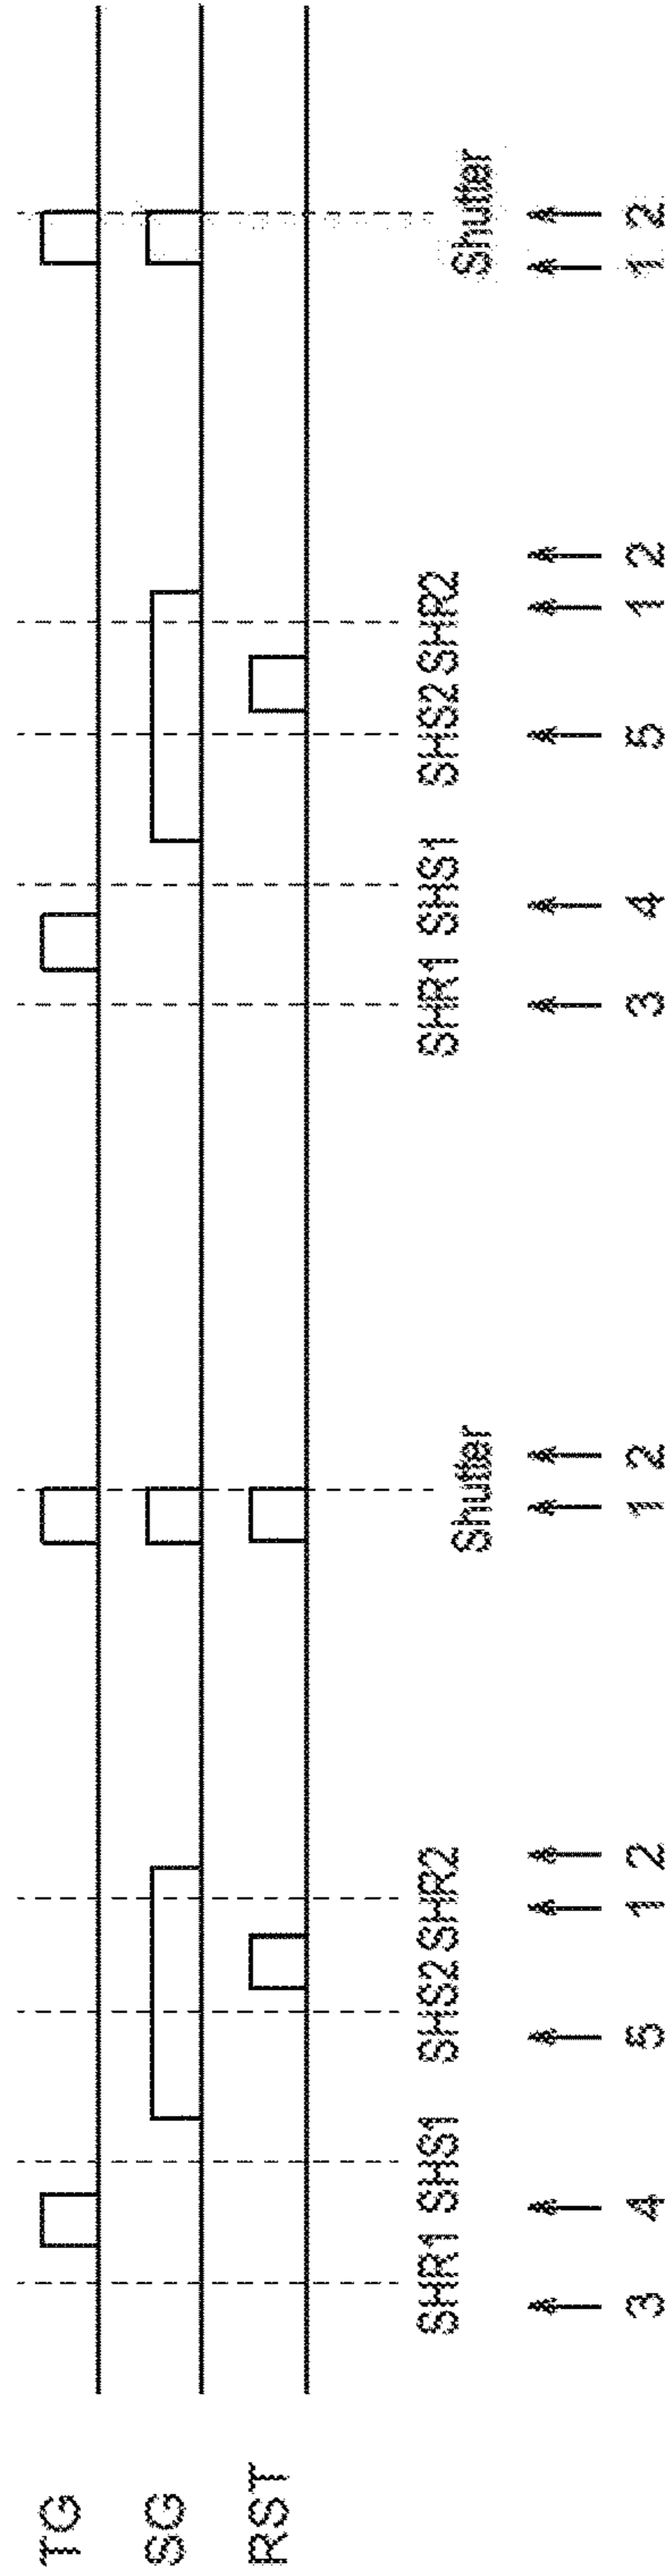 TG
SG
RST
SHR1 SHS1 SHS2 SHR2 Shutter SHR1 SHS1 SHS2 SHR2 Shutter
3 4 5 1 2 1 2 3 4 5 1 2 1 2